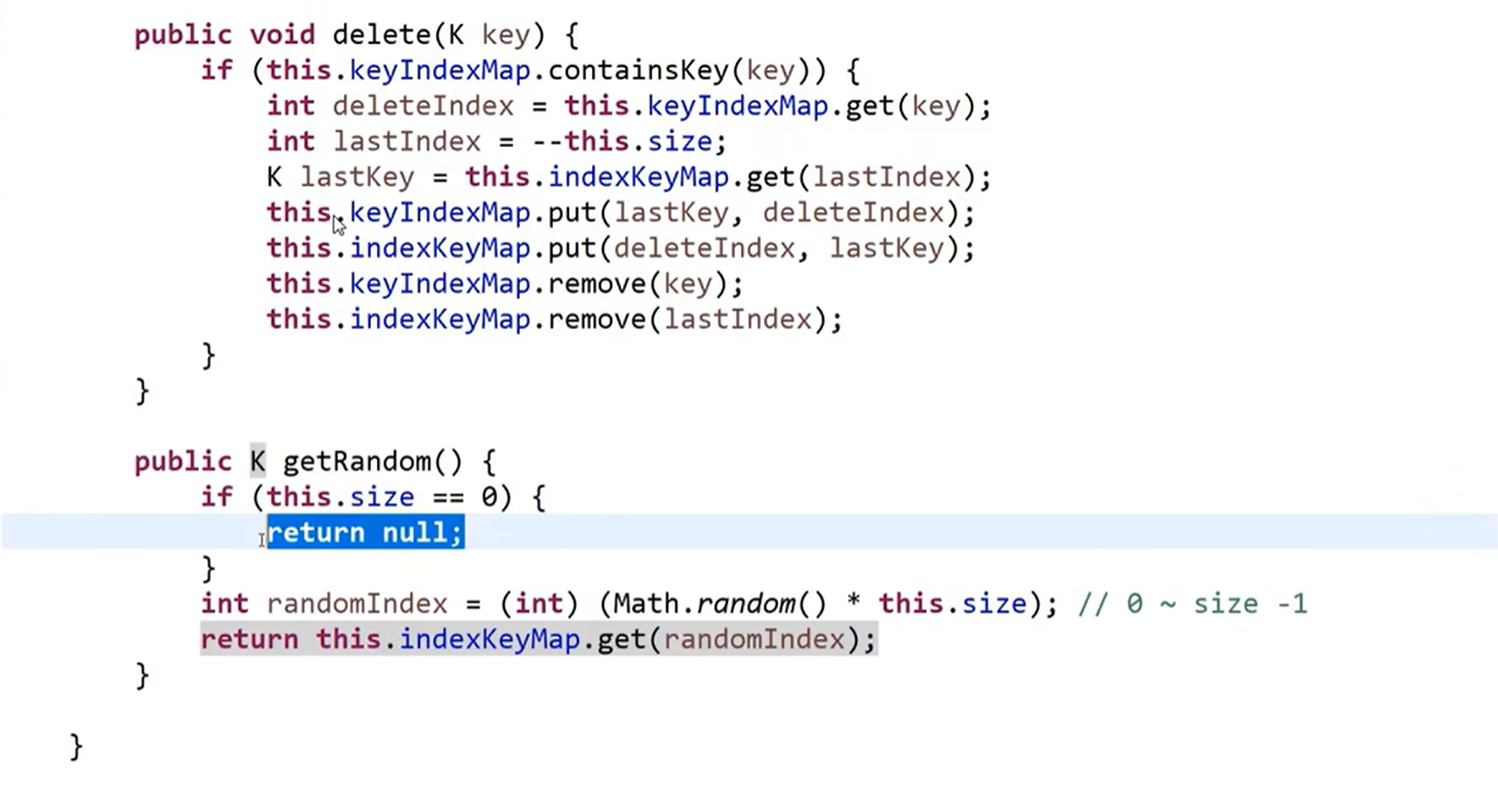 public void delete(K key) {
if (this.keyIndexMap.containsKey(key)) {
int deleteIndex = this.keyIndexMap.get(key);
int lastIndex = --this.size;
K lastKey = this.indexKeyMap.get(lastIndex);
this.keyIndexMap.put(lastKey, deleteIndex);
this.indexKeyMap.put(deleteIndex, lastKey);
this.keyIndexMap.remove(key);
this.indexKeyMap.remove(lastIndex);
}
}
public K getRandom() {
if (this.size == 0) {
return null;
}
int randomIndex = (int) (Math.random() * this.size); // 0 ~ size -1
return this.indexKeyMap.get(randomIndex);
}
}